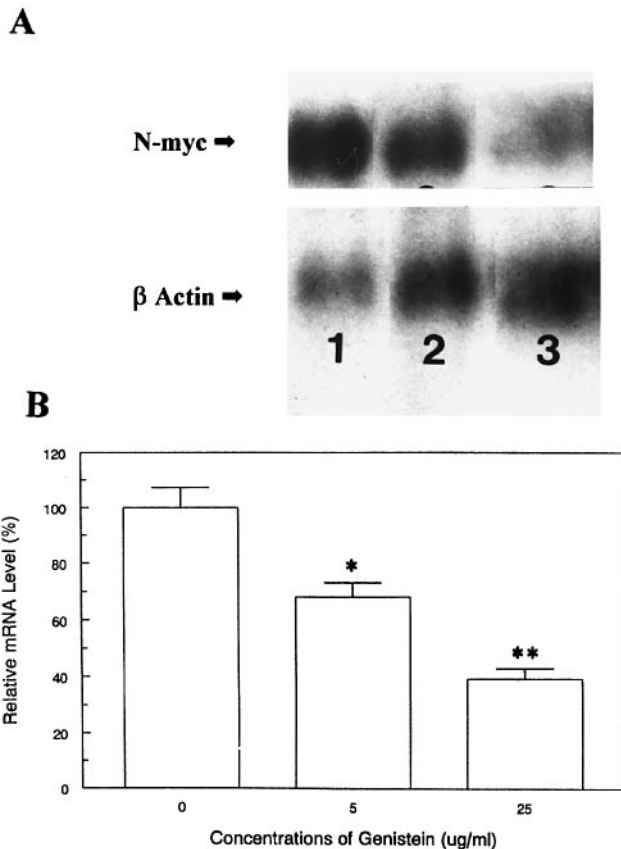 A
N-myc ➡
β Actin ➡
1 2 3
B
Relative mRNA Level (%)
120
100
80
60
40
20
0
*
**
0 5 25
Concentrations of Genistein (ug/ml)